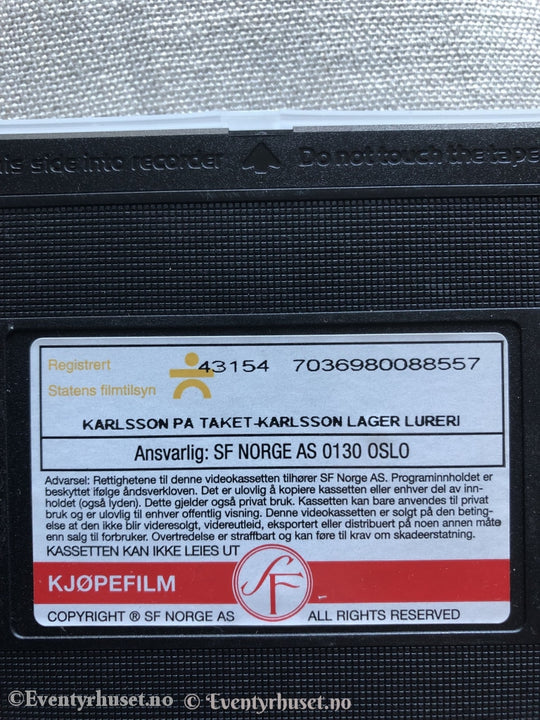 his side into recorder Do not touch the tape
Registrert
Statens filmtilsyn
43154 7036980088557
KARLSSON PÅ TAKET-KARLSSON LAGER LURERI
Ansvarlig: SF NORGE AS 0130 OSLO
Advarsel: Rettighetene til denne videokassetten tilhører SF Norge AS. Programinnholdet er
beskyttet ifølge åndsverkloven. Det er ulovlig å kopiere kassetten eller enhver del av inn-
holdet (også lyden). Dette gjelder også privat bruk. Kassetten kan bare anvendes til privat
bruk og er ulovlig til enhver offentlig visning. Denne videokassetten er solgt på den beting-
else at den ikke blir videresolgt, videreutleid, eksportert eller distribuert på noen annen måte
enn salg til forbruker. Overtredelse er straffbart og kan føre til krav om skadeerstatning.
KASSETTEN KAN IKKE LEIES UT
KJØPEFILM
SF
COPYRIGHT ® SF NORGE AS ALL RIGHTS RESERVED
©Eventyrhuset.no © Eventyrhuset.no